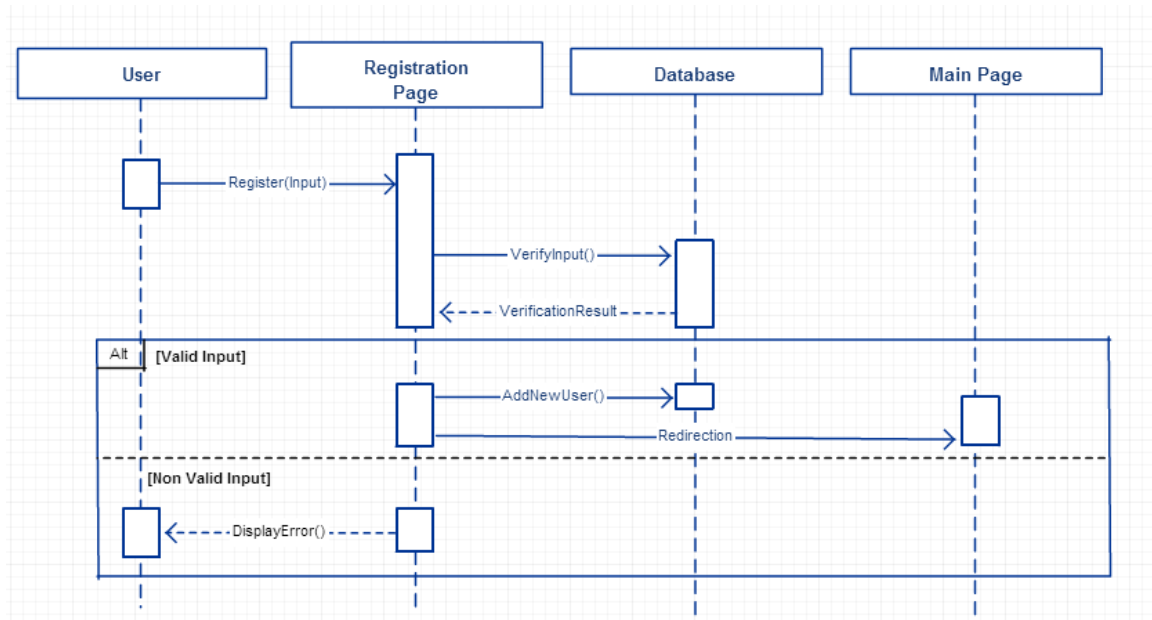 User
Registration
Page
Database
Main Page
Register(Input)
VerifyInput()
VerificationResult
Alt
[Valid Input]
AddNewUser()
Redirection
[Non Valid Input]
DisplayError()